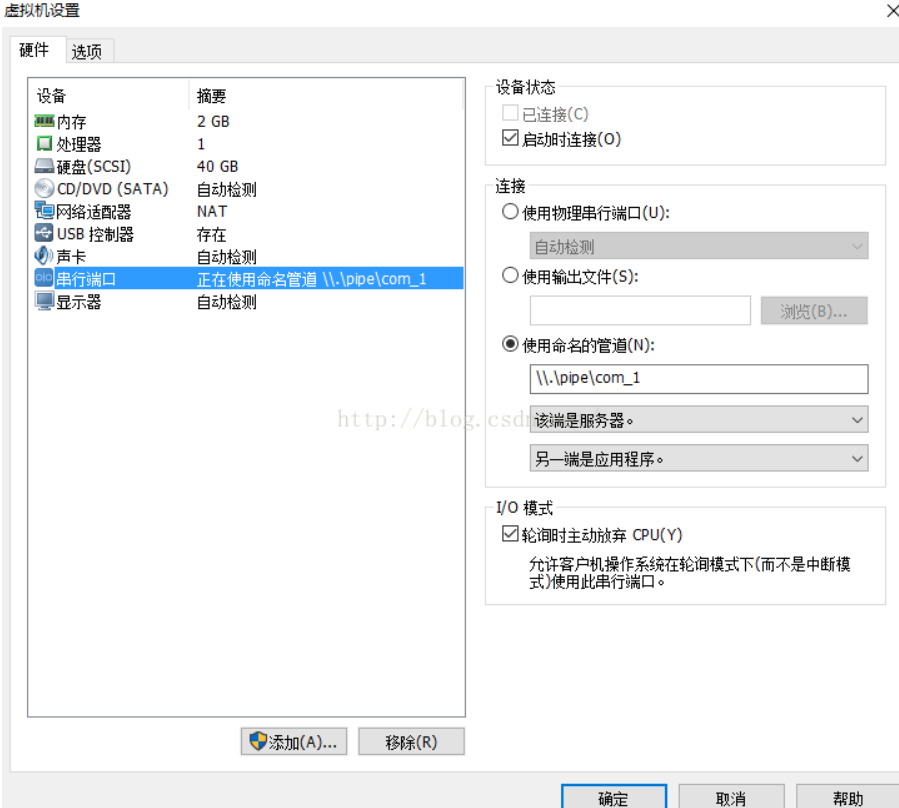 虚拟机设置
硬件 选项
设备 摘要
内存 2 GB
处理器 1
硬盘(SCSI) 40 GB
CD/DVD (SATA) 自动检测
网络适配器 NAT
USB 控制器 存在
声卡 自动检测
串行端口 正在使用命名管道 \\.\pipe\com_1
显示器 自动检测
添加(A)... 移除(R)
设备状态
已连接(C)
启动时连接(O)
连接
使用物理串行端口(U):
自动检测
使用输出文件(S):
浏览(B)...
使用命名的管道(N):
\\.\pipe\com_1
http://blog.csdn
该端是服务器。
另一端是应用程序。
I/O 模式
轮询时主动放弃 CPU(Y)
允许客户机操作系统在轮询模式下(而不是中断模
式)使用此串行端口。
确定 取消 帮助